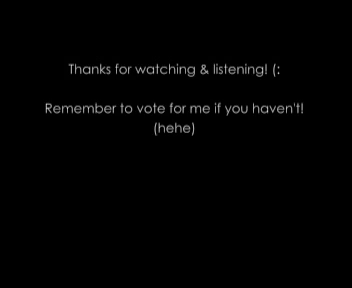 Thanks for watching & listening! (:
Remember to vote for me if you haven't!
(hehe)